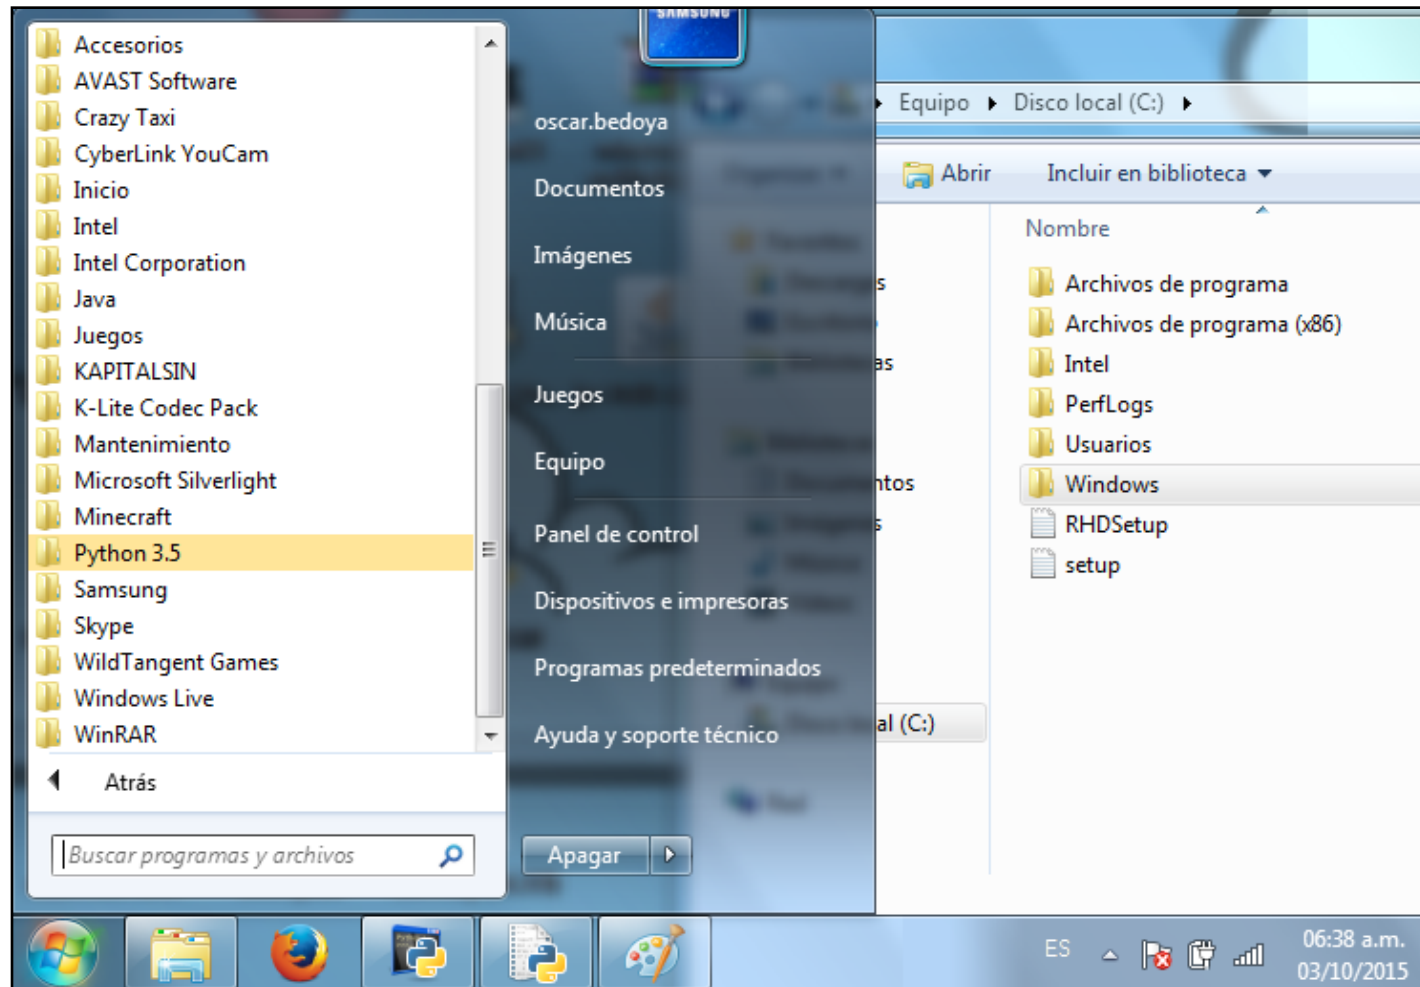 Accesorios
AVAST Software
Crazy Taxi
CyberLink YouCam
Inicio
Intel
Intel Corporation
Java
Juegos
KAPITALSIN
K-Lite Codec Pack
Mantenimiento
Microsoft Silverlight
Minecraft
Python 3.5
Samsung
Skype
WildTangent Games
Windows Live
WinRAR
Atrás
Buscar programas y archivos
SAMSUNG
oscar.bedoya
Documentos
Imágenes
Música
Juegos
Equipo
Panel de control
Dispositivos e impresoras
Programas predeterminados
Ayuda y soporte técnico
Apagar
Equipo
Disco local (C:)
Abrir
Incluir en biblioteca
Nombre
Archivos de programa
Archivos de programa (x86)
Intel
PerfLogs
Usuarios
Windows
RHDSetup
setup
al (C:)
ES
06:38 a.m.
03/10/2015